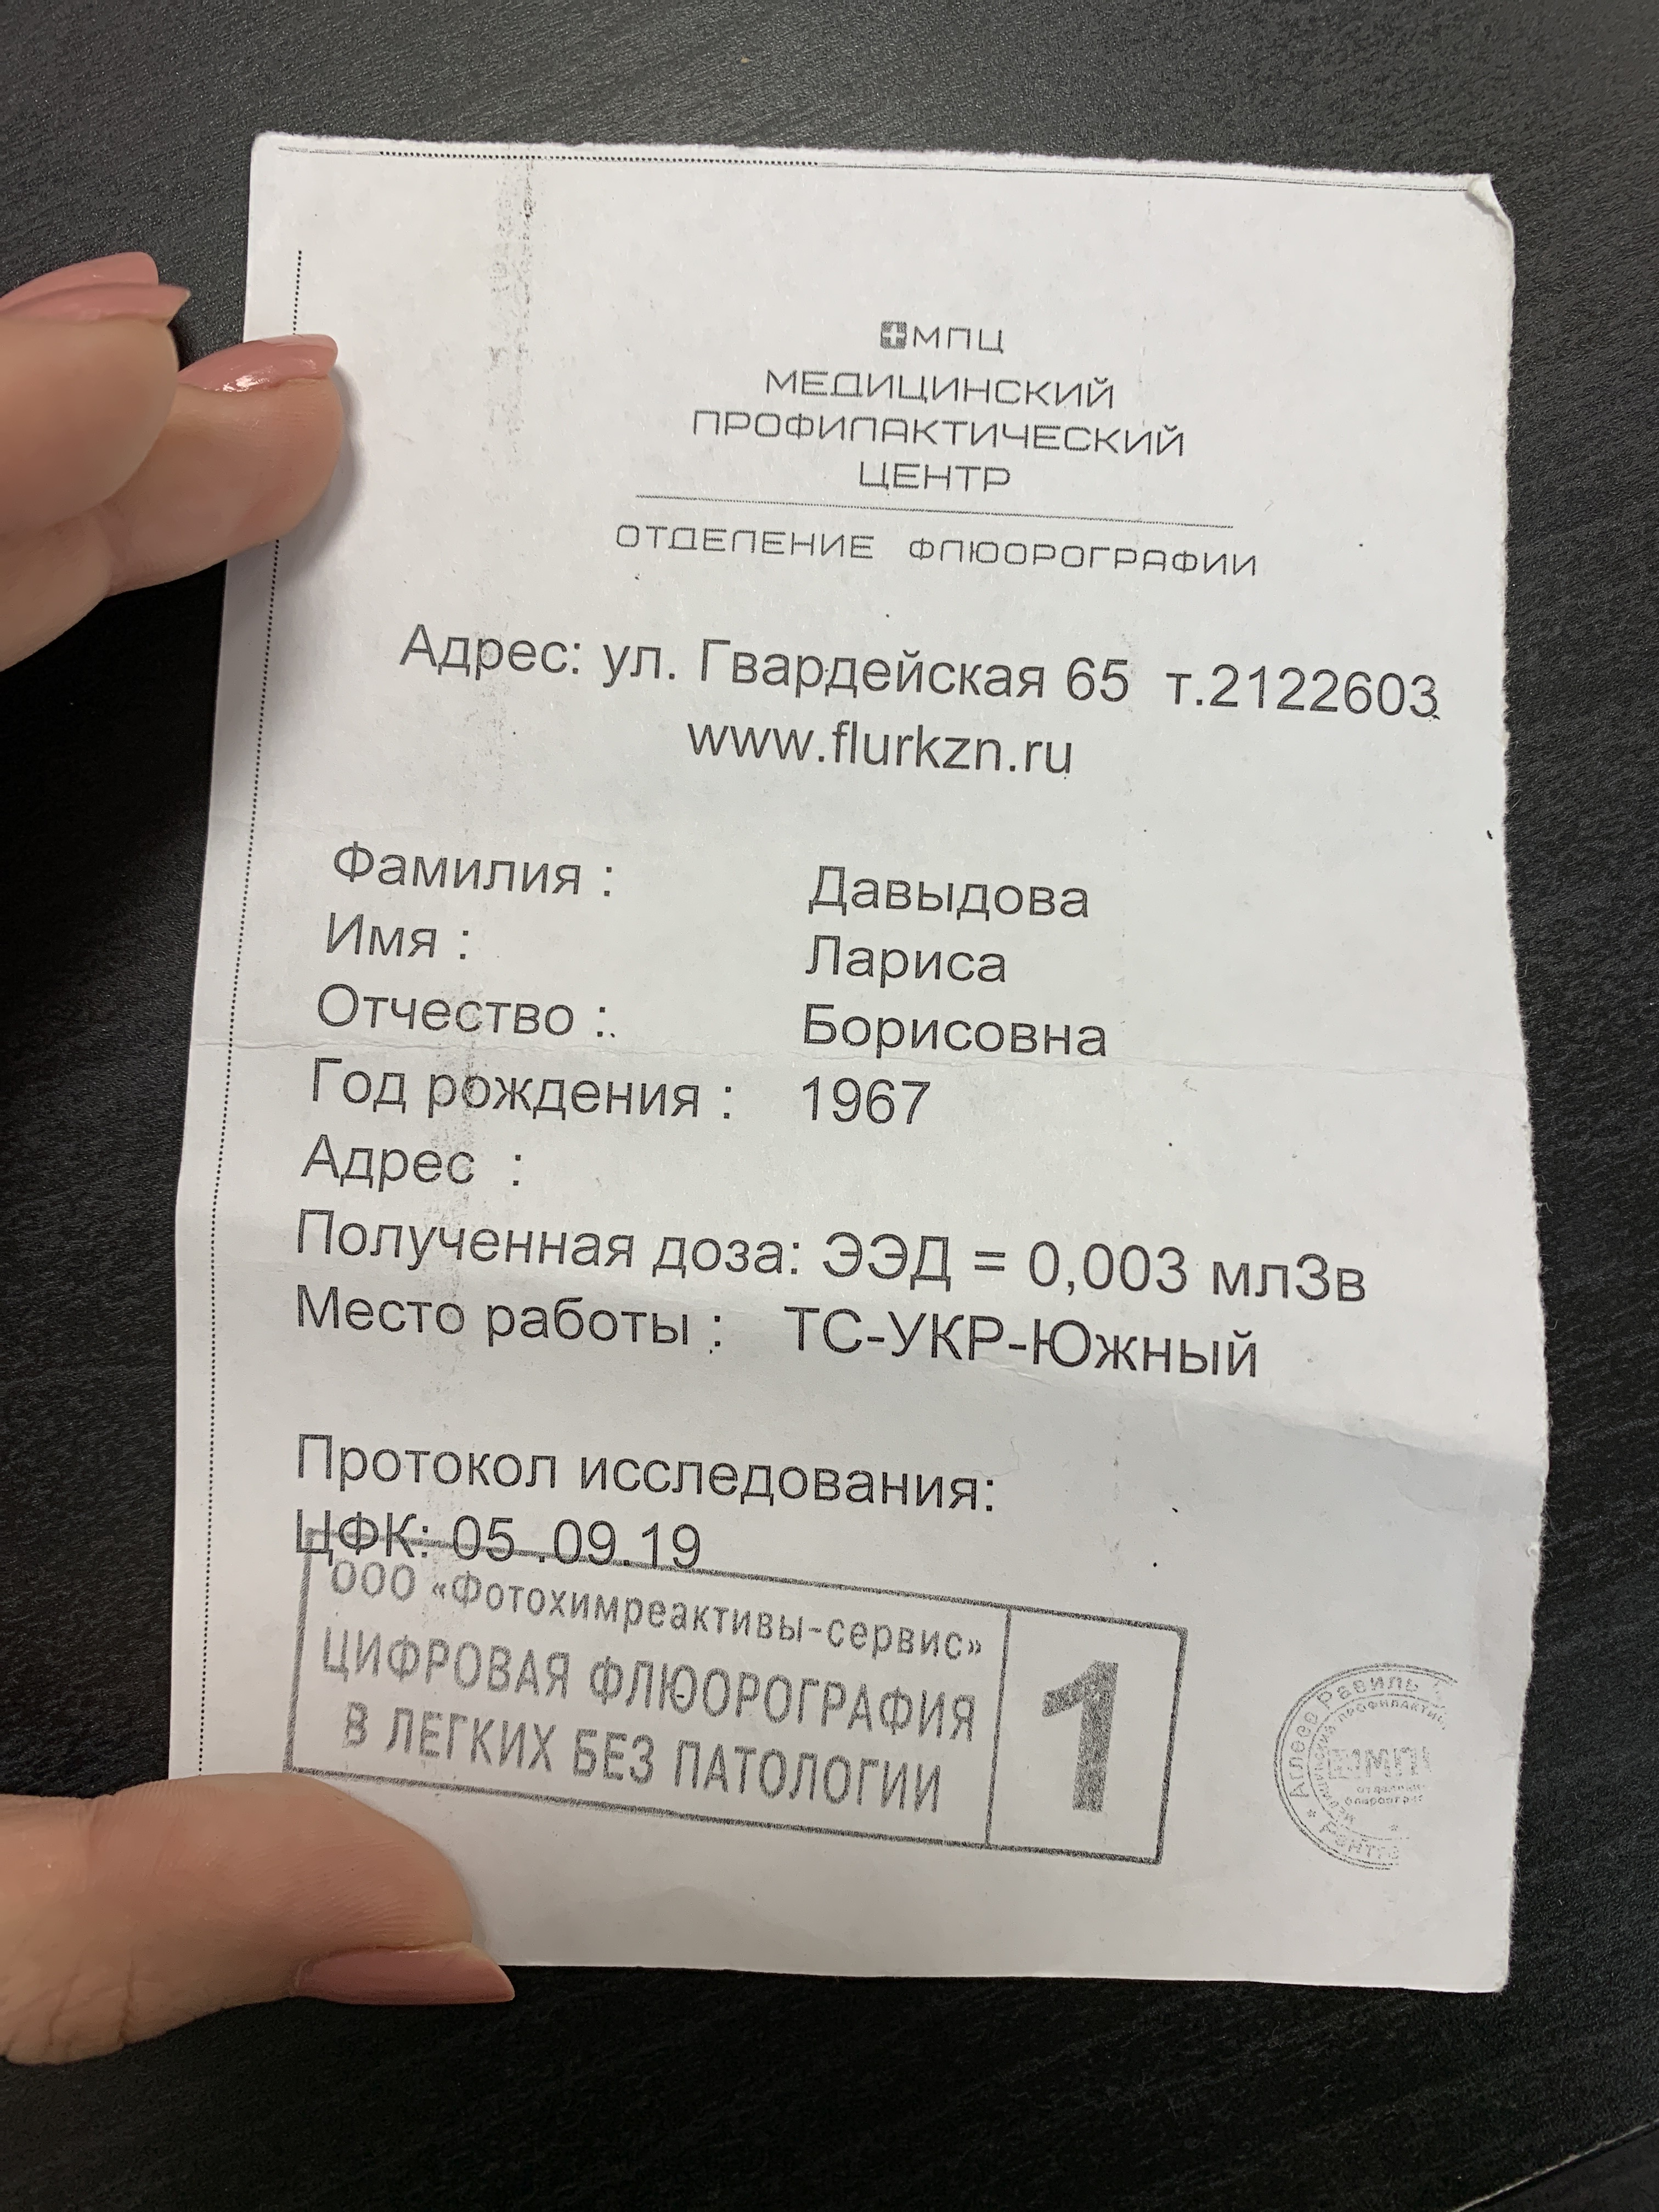 МПЦ
МЕДИЦИНСКИЙ
ПРОФИЛАКТИЧЕСКИЙ
ЦЕНТР
ОТДЕЛЕНИЕ ФЛЮОРОГРАФИИ
Адрес: ул. Гвардейская 65 т.2122603
www.flurkzn.ru
Фамилия : Давыдова
Имя : Лариса
Отчество : Борисовна
Год рождения : 1967
Адрес :
Полученная доза: ЭЭД = 0,003 млЗв
Место работы : ТС-УКР-Южный
Протокол исследования:
ЦФК: 05 .09.19
ООО «Фотохимреактивы-сервис»
ЦИФРОВАЯ ФЛЮОРОГРАФИЯ
В ЛЕГКИХ БЕЗ ПАТОЛОГИИ
1
Равиль